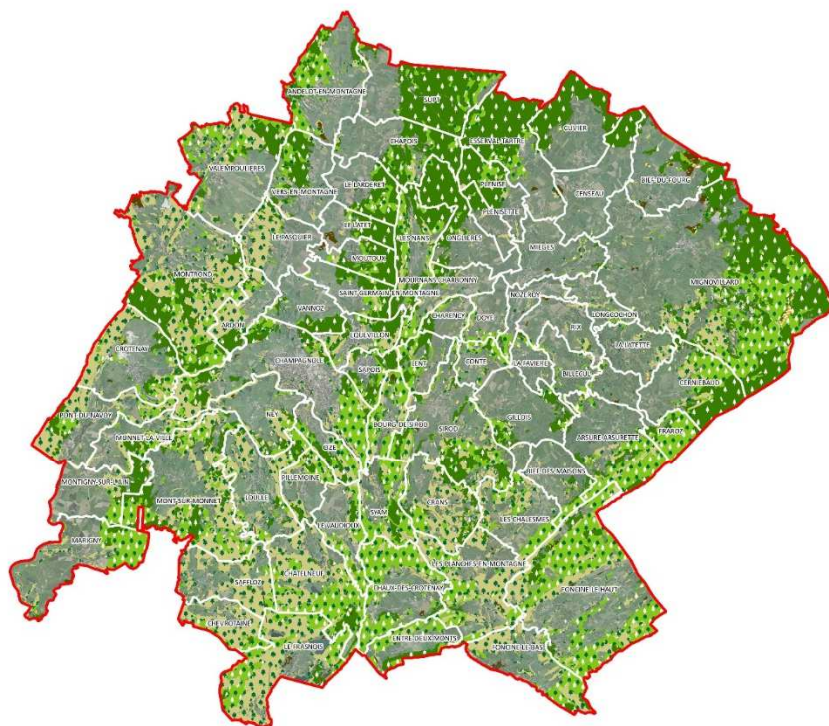 ANDELOT-EN-MONTAGNE
SUPT
CUVIER
CHAPOIS
ESSERVAL-TARTRE
VALEMPOULIERES
BIEF-DU-FOURG
VERS-EN-MONTAGNE
LE LARDERET
PLENISE
CENSEAU
PLENISETTE
LE LATET
LE PASQUIER
LES NANS
ONGLIERES
MIEGES
MOUTOUX
MONTROND
MOURNANS-CHARBONNY
MIGNOVILLARD
SAINT-GERMAIN-EN-MONTAGNE
NOZEROY
VANNOZ
CHARENCY
DOYE
LONGCOCHON
ARDON
RIX
EQUEVILLON
LA LATETTE
CROTENAY
CHAMPAGNOLE
SAPOIS
LENT
CONTE
LA FAVIERE
BILLECUL
CERNIEBAUD
PONT-DU-NAVOY
NEY
GILLOIS
BOURG-DE-SIROD
SIROD
FRAROZ
MONNET-LA-VILLE
ARSURE-ARSURETTE
CIZE
BIEF-DES-MAISONS
MONTIGNY-SUR-L'AIN
PILLEMOINE
MONT-SUR-MONNET
LOULLE
CRANS
SYAM
LES CHALESMES
LE VAUDIOUX
MARIGNY
LES PLANCHES-EN-MONTAGNE
CHATELNEUF
SAFFLOZ
CHAUX-DES-CROTENAY
FONCINE-LE-HAUT
CHEVROTAINE
ENTRE-DEUX-MONTS
LE FRASNOIS
FONCINE-LE-BAS